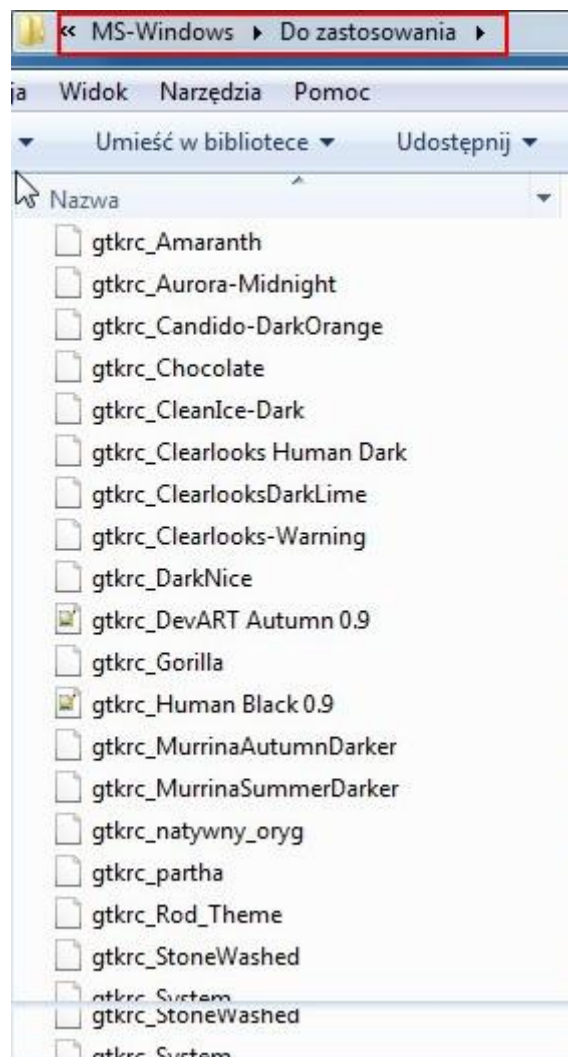 « MS-Windows ▸ Do zastosowania ▸
ja Widok Narzędzia Pomoc
Umieść w bibliotece Udostępnij
Nazwa
gtkrc_Amaranth
gtkrc_Aurora-Midnight
gtkrc_Candido-DarkOrange
gtkrc_Chocolate
gtkrc_CleanIce-Dark
gtkrc_Clearlooks Human Dark
gtkrc_ClearlooksDarkLime
gtkrc_Clearlooks-Warning
gtkrc_DarkNice
gtkrc_DevART Autumn 0.9
gtkrc_Gorilla
gtkrc_Human Black 0.9
gtkrc_MurrinaAutumnDarker
gtkrc_MurrinaSummerDarker
gtkrc_natywny_oryg
gtkrc_partha
gtkrc_Rod_Theme
gtkrc_StoneWashed
gtkrc_System
gtkrc_StoneWashed
gtkrc_System